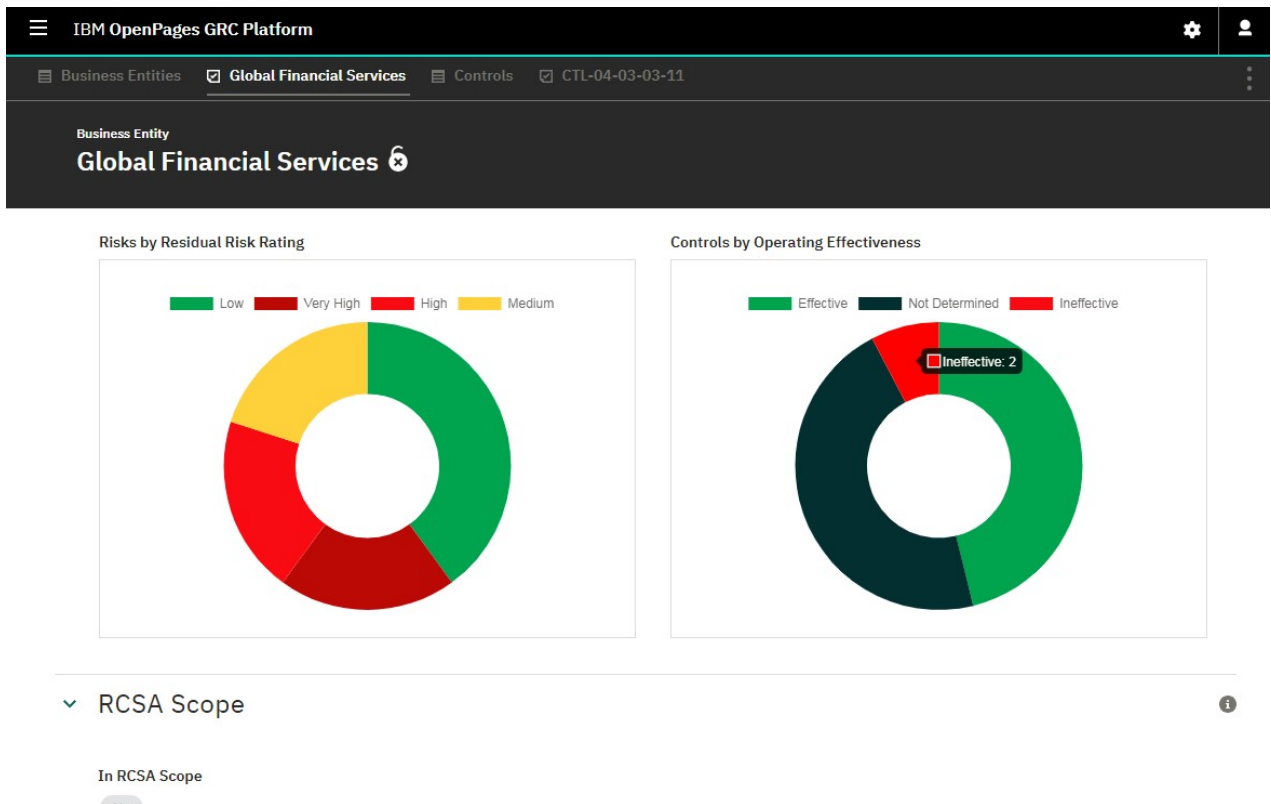 IBM OpenPages GRC Platform
Business Entities Global Financial Services Controls CTL-04-03-03-11
Business Entity
Global Financial Services
Risks by Residual Risk Rating
Controls by Operating Effectiveness
Low Very High High Medium
Effective Not Determined Ineffective
Ineffective: 2
RCSA Scope
In RCSA Scope